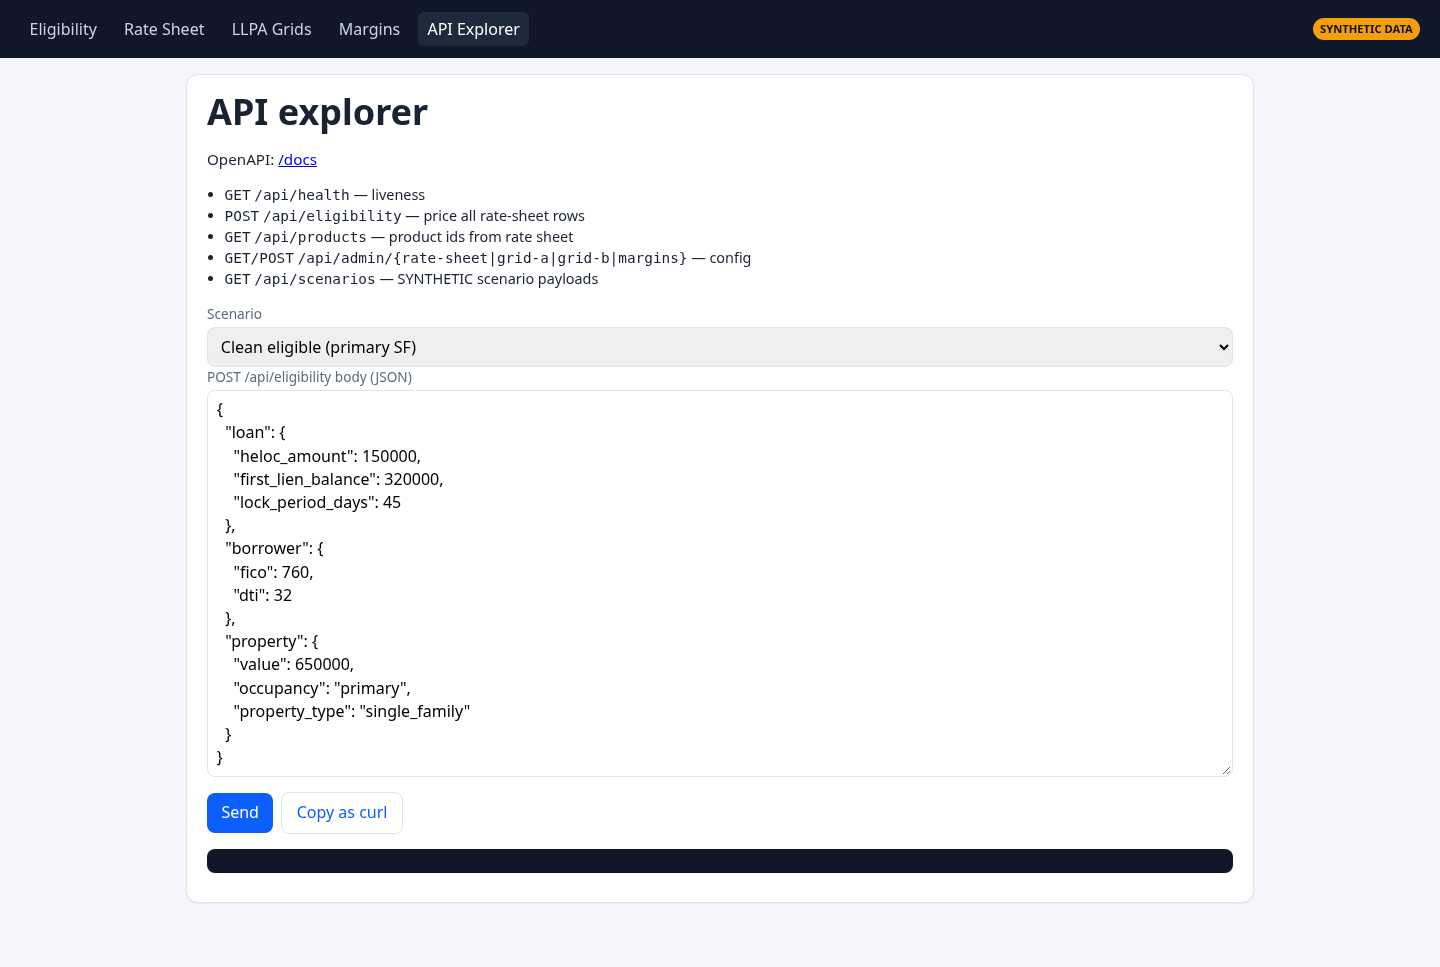 Eligibility Rate Sheet LLPA Grids Margins API Explorer SYNTHETIC DATA
API explorer
OpenAPI: /docs
• GET /api/health — liveness
• POST /api/eligibility — price all rate-sheet rows
• GET /api/products — product ids from rate sheet
• GET/POST /api/admin/{rate-sheet|grid-a|grid-b|margins} — config
• GET /api/scenarios — SYNTHETIC scenario payloads
Scenario
Clean eligible (primary SF)
POST /api/eligibility body (JSON)
{
  "loan": {
    "heloc_amount": 150000,
    "first_lien_balance": 320000,
    "lock_period_days": 45
  },
  "borrower": {
    "fico": 760,
    "dti": 32
  },
  "property": {
    "value": 650000,
    "occupancy": "primary",
    "property_type": "single_family"
  }
}
Send Copy as curl